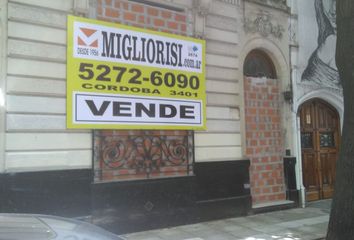 MIGLIORISI
.com.ar
DESDE 1956
5272-6090
CORDOBA 3401
VENDE